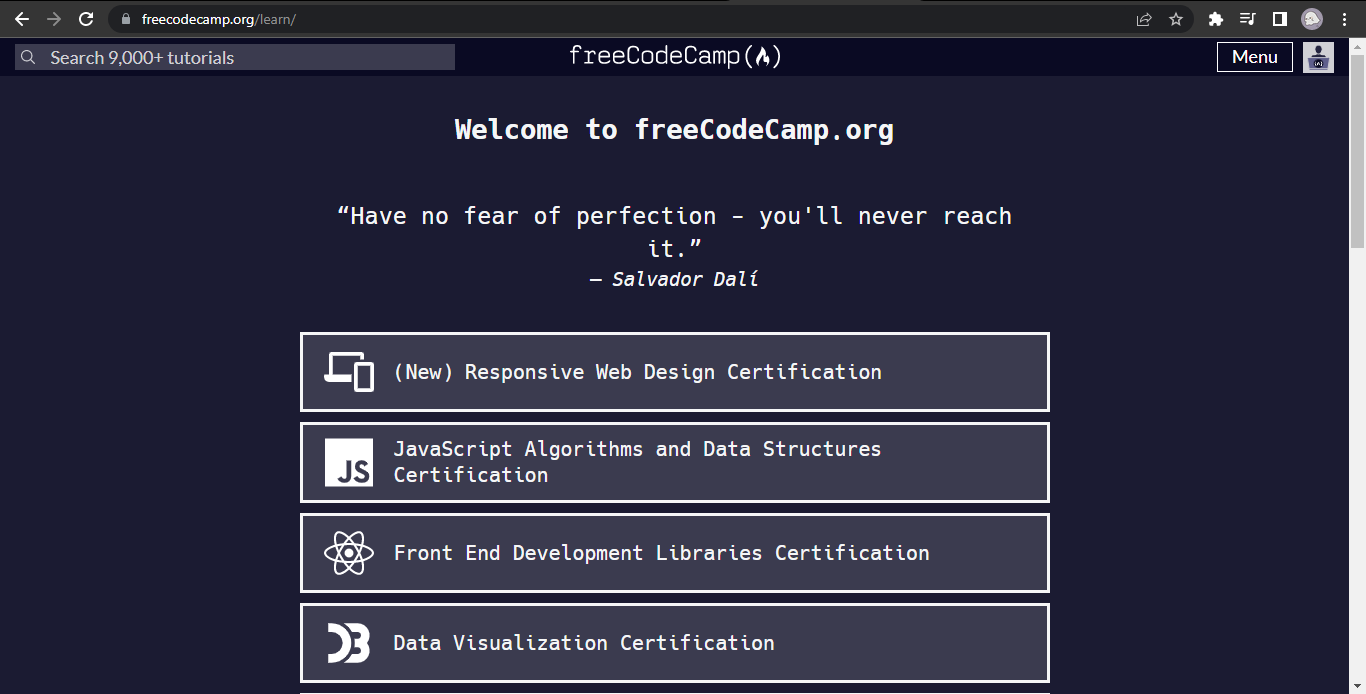 freecodecamp.org/learn/
Search 9,000+ tutorials
freeCodeCamp(🔥)
Menu
Welcome to freeCodeCamp.org
“Have no fear of perfection - you'll never reach
it.”
— Salvador Dalí
(New) Responsive Web Design Certification
JS
JavaScript Algorithms and Data Structures
Certification
Front End Development Libraries Certification
Data Visualization Certification